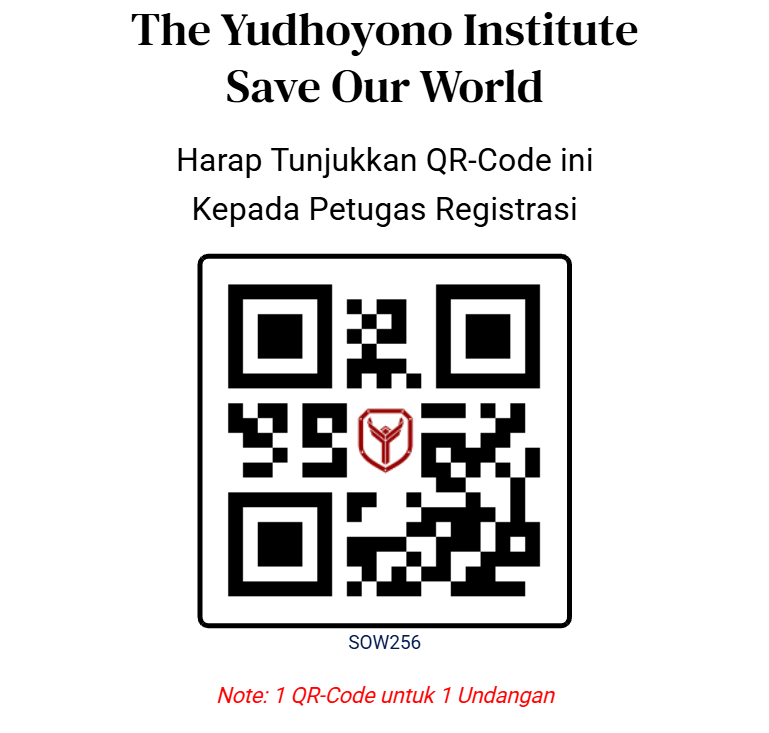 The Yudhoyono Institute
Save Our World
Harap Tunjukkan QR-Code ini
Kepada Petugas Registrasi
SOW256
Note: 1 QR-Code untuk 1 Undangan